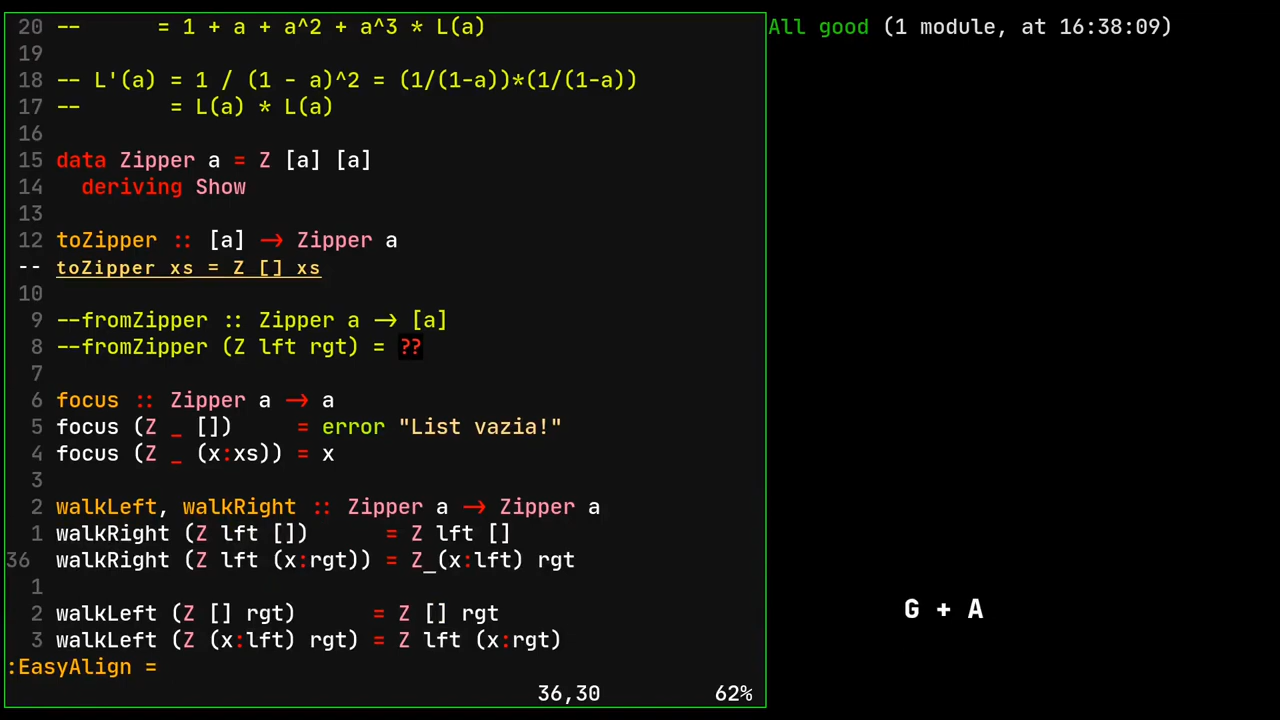 20 --      = 1 + a + a^2 + a^3 * L(a)
19
18 -- L'(a) = 1 / (1 - a)^2 = (1/(1-a))*(1/(1-a))
17 --       = L(a) * L(a)
16
15 data Zipper a = Z [a] [a]
14   deriving Show
13
12 toZipper :: [a] → Zipper a
-- toZipper xs = Z [] xs
10
9 --fromZipper :: Zipper a → [a]
8 --fromZipper (Z lft rgt) = ??
7
6 focus :: Zipper a → a
5 focus (Z _ [])     = error "List vazia!"
4 focus (Z _ (x:xs)) = x
3
2 walkLeft, walkRight :: Zipper a → Zipper a
1 walkRight (Z lft [])      = Z lft []
36 walkRight (Z lft (x:rgt)) = Z_(x:lft) rgt
1
2 walkLeft (Z [] rgt)      = Z [] rgt
3 walkLeft (Z (x:lft) rgt) = Z lft (x:rgt)
:EasyAlign =
36,30 62%
All good (1 module, at 16:38:09)
G + A